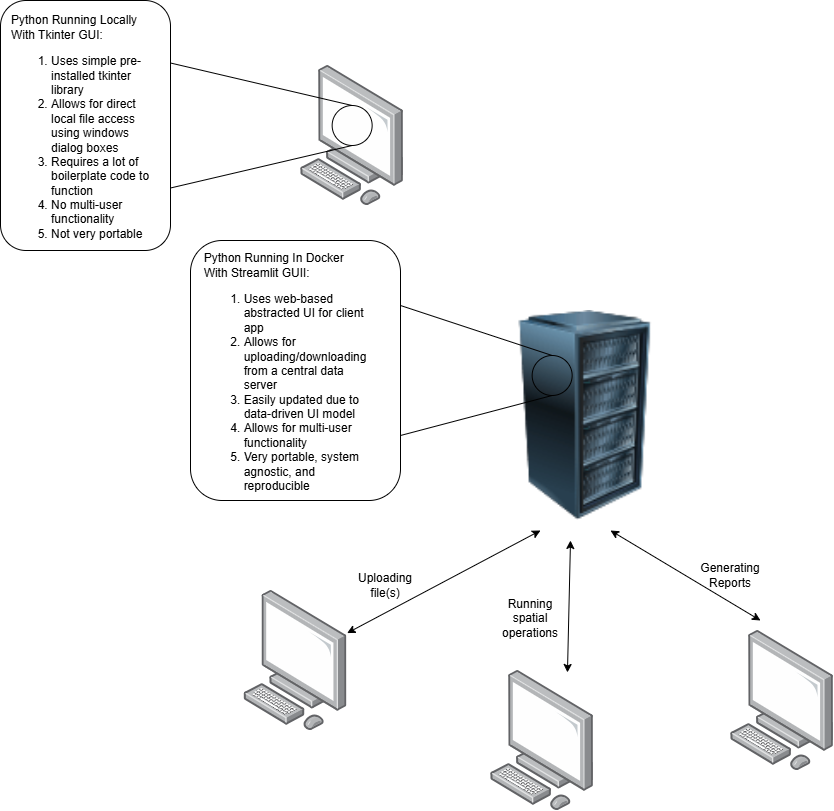 Python Running Locally
With Tkinter GUI:
1. Uses simple pre-
installed tkinter
library
2. Allows for direct
local file access
using windows
dialog boxes
3. Requires a lot of
boilerplate code to
function
4. No multi-user
functionality
5. Not very portable
Python Running In Docker
With Streamlit GUII:
1. Uses web-based
abstracted UI for client
app
2. Allows for
uploading/downloading
from a central data
server
3. Easily updated due to
data-driven UI model
4. Allows for multi-user
functionality
5. Very portable, system
agnostic, and
reproducible
Uploading
file(s)
Running
spatial
operations
Generating
Reports